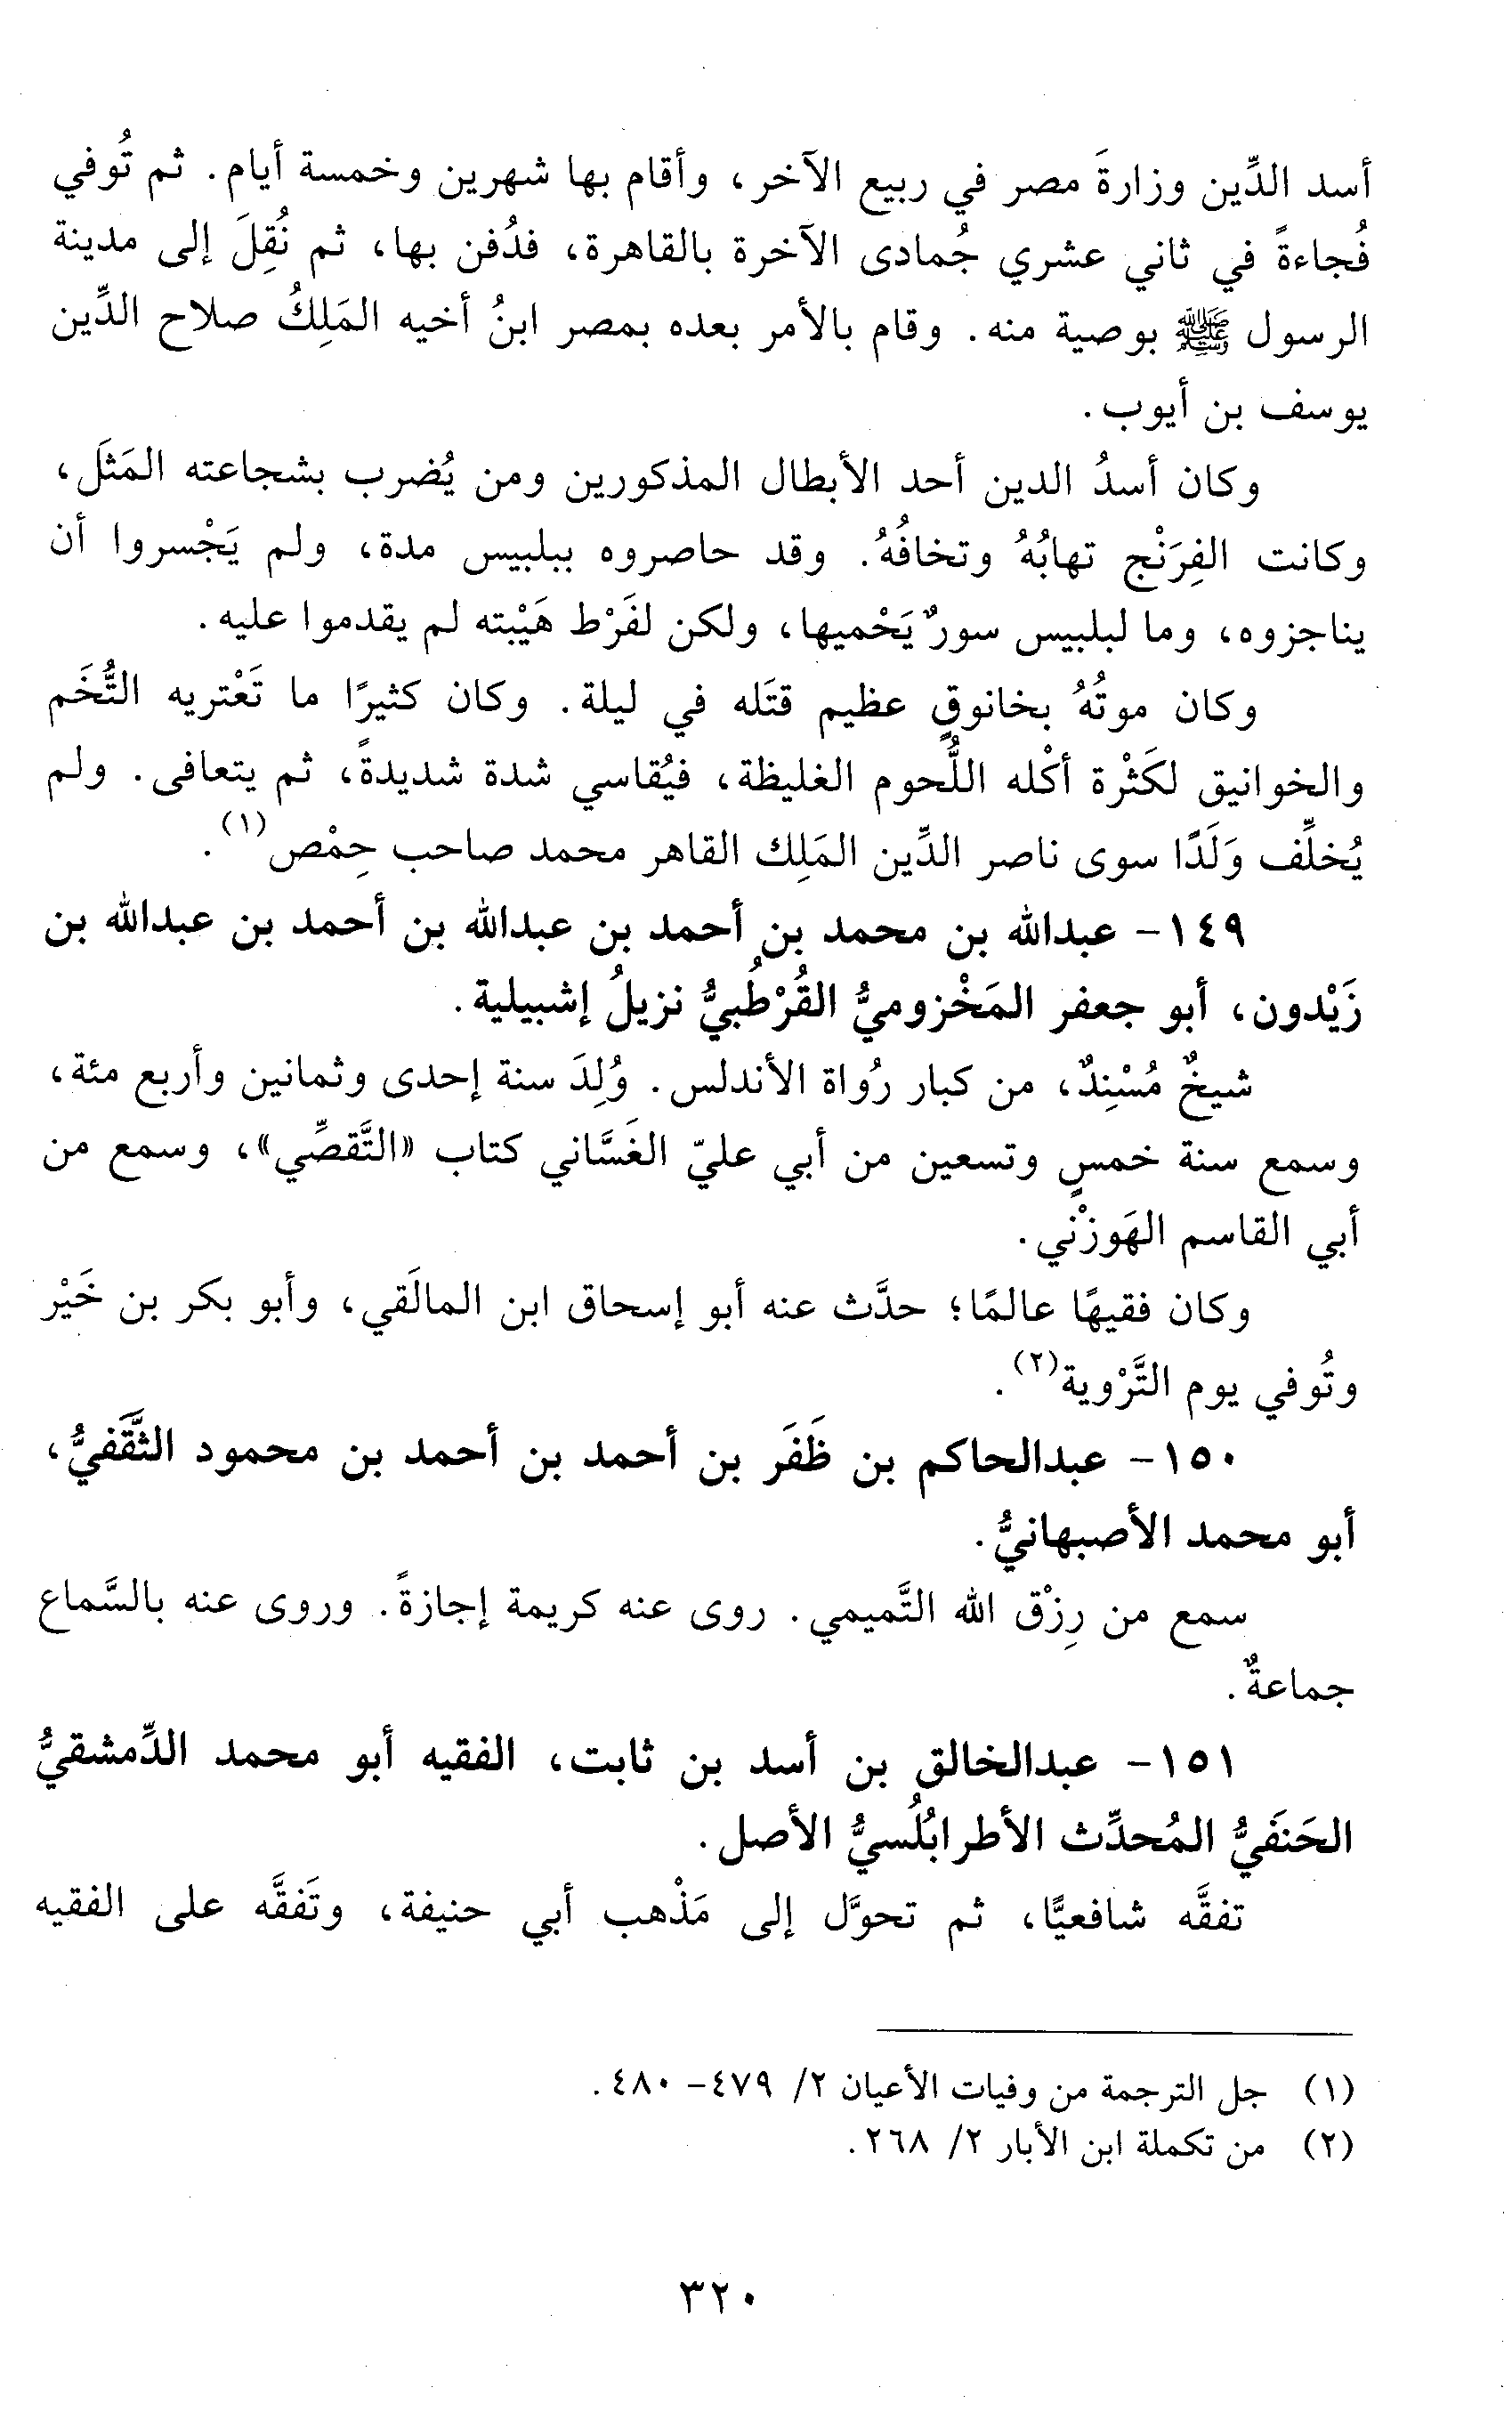 أسد الدِّين وزارةَ مصر في ربيع الآخر، وأقام بها شهرين وخمسة أيام. ثم تُوفي
فُجاءةً في ثاني عشري جُمادى الآخرة بالقاهرة، فدُفن بها، ثم نُقِلَ إلى مدينة
الرسول ﷺ بوصية منه. وقام بالأمر بعده بمصر ابنُ أخيه المَلِكُ صلاح الدِّين
يوسف بن أيوب.
وكان أسدُ الدين أحد الأبطال المذكورين ومن يُضرب بشجاعته المَثَل،
وكانت الفِرَنْج تهابُهُ وتخافُهُ. وقد حاصروه ببلبيس مدة، ولم يَجْسروا أن
يناجزوه، وما لبلبيس سورٌ يَحْميها، ولكن لفَرْط هَيْبته لم يقدموا عليه.
وكان موتُهُ بخانوقٍ عظيم قتَله في ليلة. وكان كثيرًا ما تَعْتريه التُّخَم
والخوانيق لكَثْرة أكْله اللُّحوم الغليظة، فيُقاسي شدة شديدةً، ثم يتعافى. ولم
يُخلِّف وَلَدًا سوى ناصر الدِّين المَلِك القاهر محمد صاحب حِمْص(١).
١٤٩- عبدالله بن محمد بن أحمد بن عبدالله بن أحمد بن عبدالله بن
زَيْدون، أبو جعفر المَخْزوميُّ القُرْطُبيُّ نزيلُ إشبيلية.
شيخٌ مُسْنِدٌ، من كبار رُواة الأندلس. وُلِدَ سنة إحدى وثمانين وأربع مئة،
وسمع سنة خمسٍ وتسعين من أبي عليّ الغَسَّاني كتاب «التَّقصِّي»، وسمع من
أبي القاسم الهَوزْني.
وكان فقيهًا عالمًا؛ حدَّث عنه أبو إسحاق ابن المالَقي، وأبو بكر بن خَيْر
وتُوفي يوم التَّرْوية(٢).
١٥٠- عبدالحاكم بن ظَفَر بن أحمد بن أحمد بن محمود الثَّقَفيُّ،
أبو محمد الأصبهانيُّ.
سمع من رِزْق الله التَّميمي. روى عنه كريمة إجازةً. وروى عنه بالسَّماع
جماعةٌ.
١٥١- عبدالخالق بن أسد بن ثابت، الفقيه أبو محمد الدِّمشقيُّ
الحَنَفيُّ المُحدِّث الأطرابُلُسيُّ الأصل.
تفقَّه شافعيًّا، ثم تحوَّل إلى مَذْهب أبي حنيفة، وتَفقَّه على الفقيه
(١) جل الترجمة من وفيات الأعيان ٢/ ٤٧٩- ٤٨٠.
(٢) من تكملة ابن الأبار ٢/ ٢٦٨.
٣٢٠